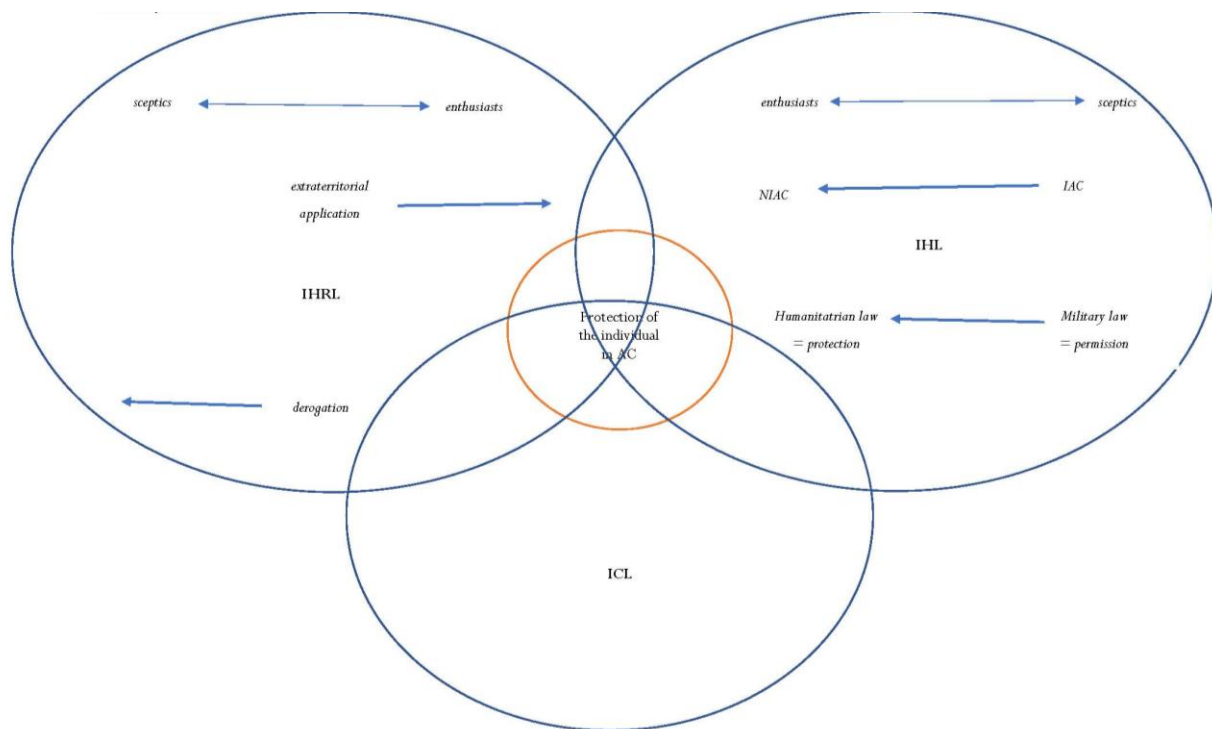 sceptics
enthusiasts
enthusiasts
sceptics
extraterritorial
application
NIAC
IAC
IHL
IHRL
Protection of
the individual
in AC
Humanitatrian law
= protection
Military law
= permission
derogation
ICL